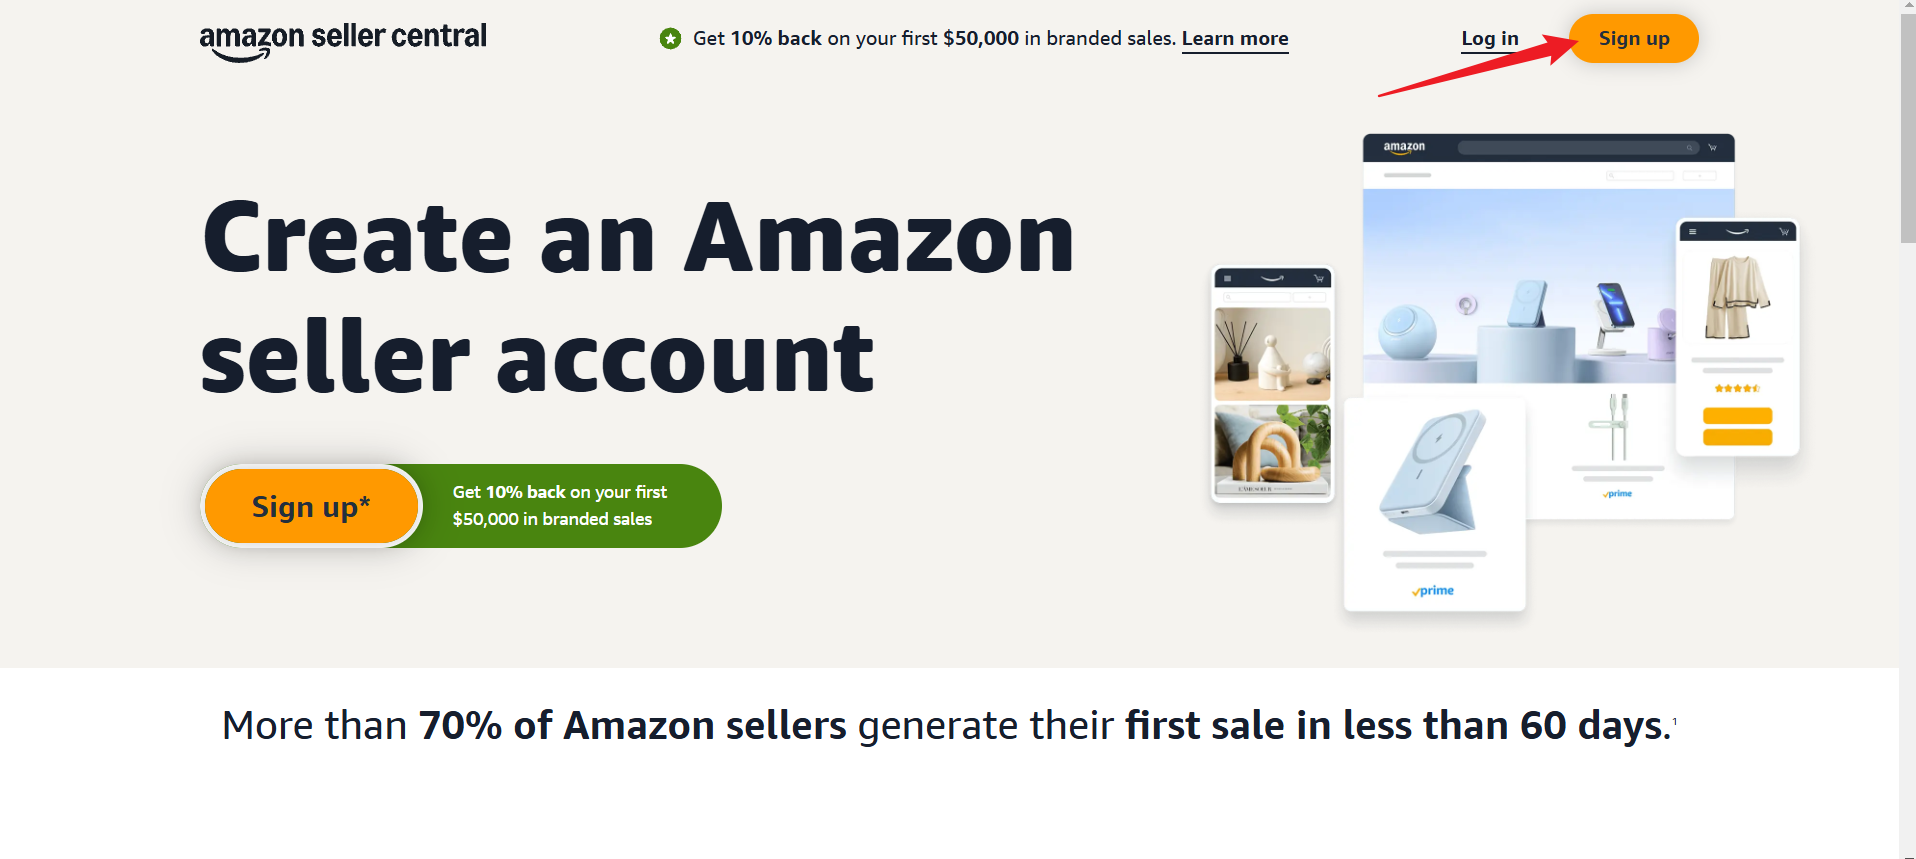 amazon seller central
Get 10% back on your first $50,000 in branded sales. Learn more
Log in
Sign up
Create an Amazon
seller account
Sign up*
Get 10% back on your first
$50,000 in branded sales
amazon
prime
prime
More than 70% of Amazon sellers generate their first sale in less than 60 days.¹